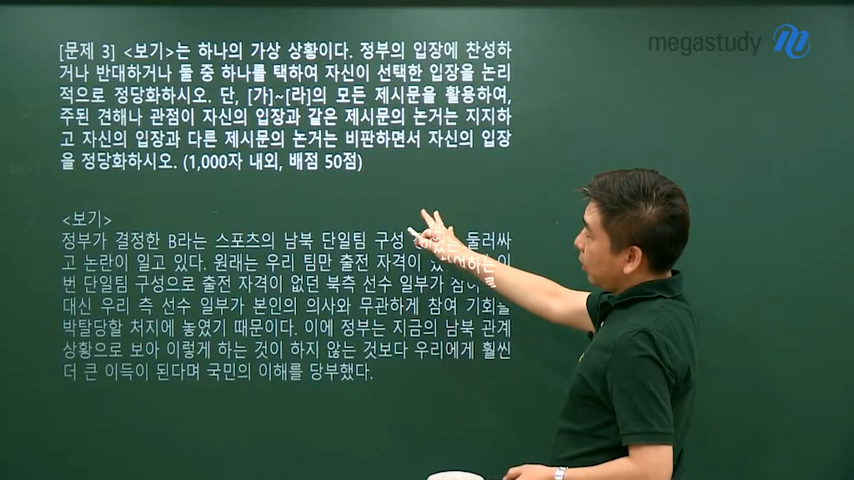 megastudy
[문제 3] <보기>는 하나의 가상 상황이다. 정부의 입장에 찬성하
거나 반대하거나 둘 중 하나를 택하여 자신이 선택한 입장을 논리
적으로 정당화하시오. 단, [가]~[라]의 모든 제시문을 활용하여,
주된 견해나 관점이 자신의 입장과 같은 제시문의 논거는 지지하
고 자신의 입장과 다른 제시문의 논거는 비판하면서 자신의 입장
을 정당화하시오. (1,000자 내외, 배점 50점)
<보기>
정부가 결정한 B라는 스포츠의 남북 단일팀 구성 둘러싸
고 논란이 일고 있다. 원래는 우리 팀만 출전 자격이 이
번 단일팀 구성으로 출전 자격이 없던 북측 선수 일부가
대신 우리 측 선수 일부가 본인의 의사와 무관하게 참여 기회를
박탈당할 처지에 놓였기 때문이다. 이에 정부는 지금의 남북 관계
상황으로 보아 이렇게 하는 것이 하지 않는 것보다 우리에게 훨씬
더 큰 이득이 된다며 국민의 이해를 당부했다.